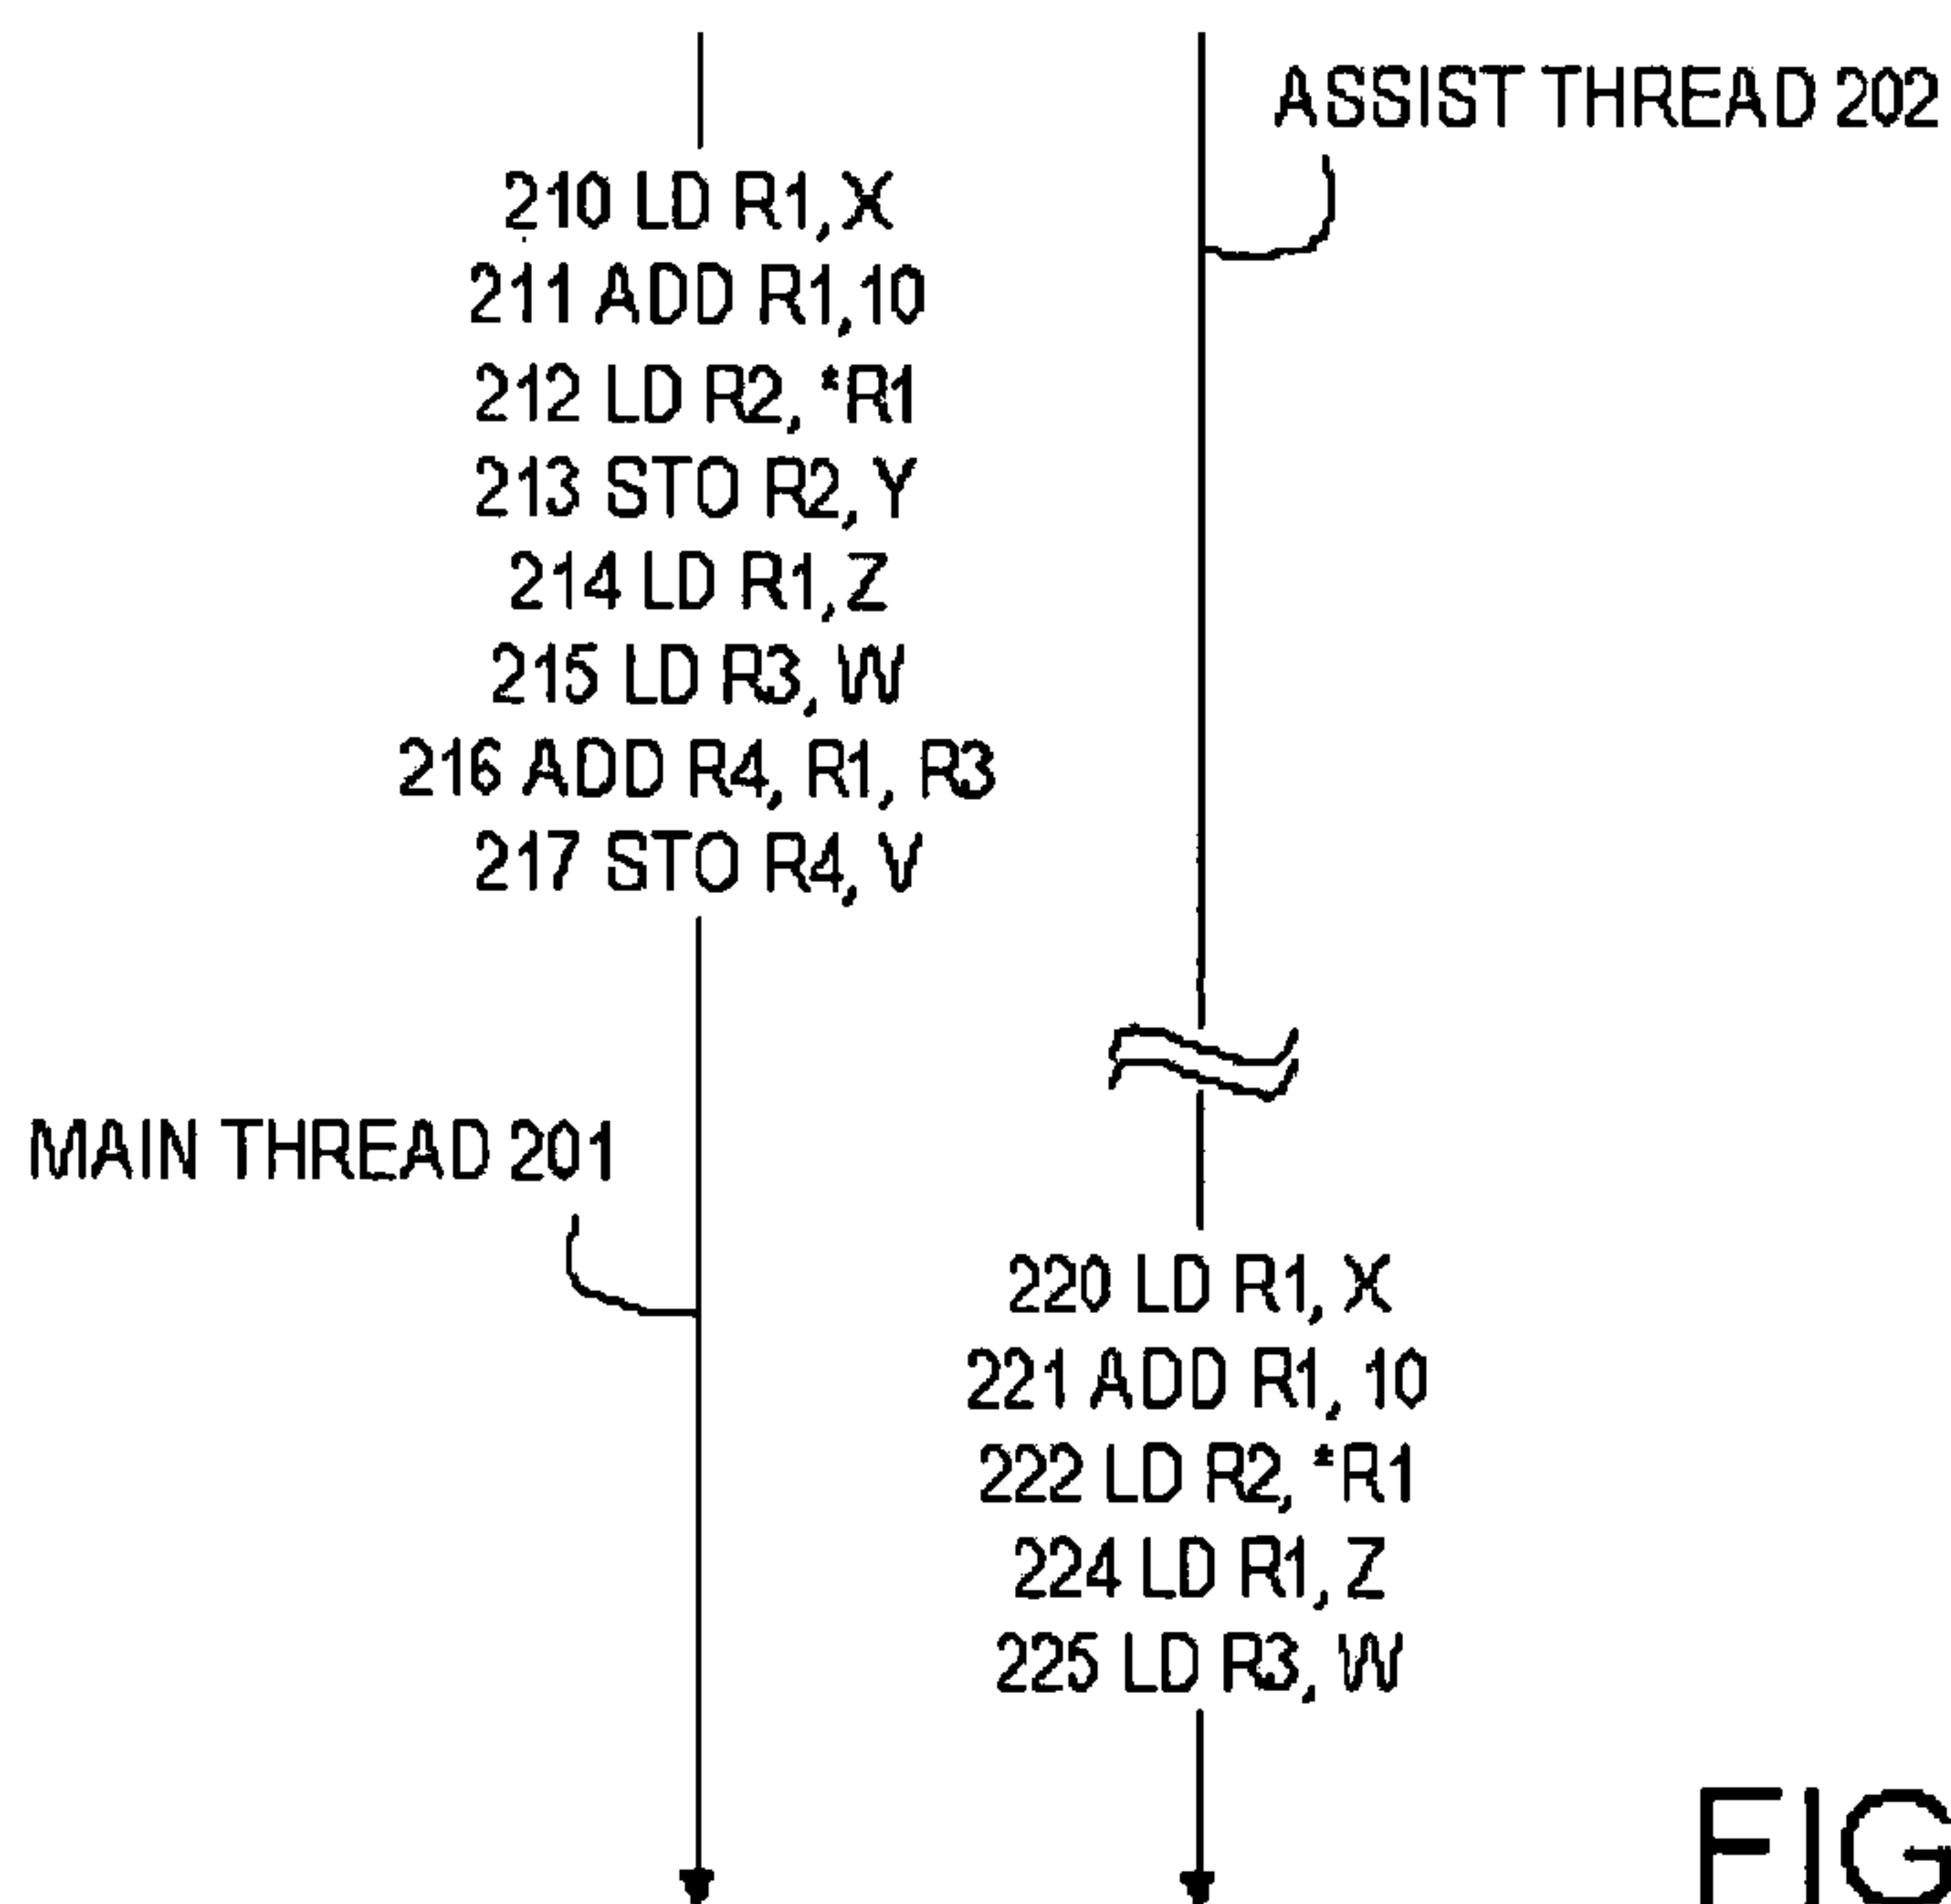 ASSIST THREAD 202
210 LD R1, X
211 ADD R1,10
212 LD R2, *R1
213 STO R2, Y
214 LD R1, Z
215 LD R3, W
216 ADD R4, R1, R3
217 STO R4, V
MAIN THREAD 201
220 LD R1, X
221 ADD R1, 10
222 LD R2, *R1
224 LD R1, Z
225 LD R3, W
FIG